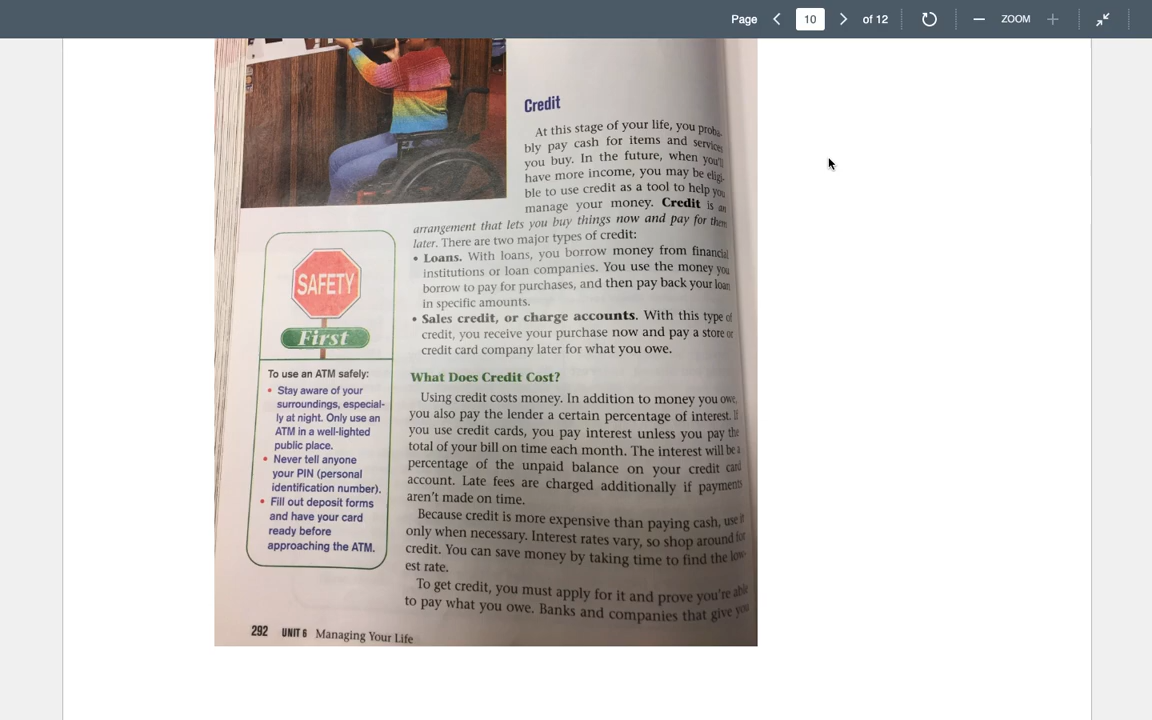 Page 10 of 12 ZOOM
Credit
At this stage of your life, you proba-
bly pay cash for items and services
you buy. In the future, when you'll
have more income, you may be eligi-
ble to use credit as a tool to help you
manage your money. Credit is an
arrangement that lets you buy things now and pay for them
later. There are two major types of credit:
• Loans. With loans, you borrow money from financial
institutions or loan companies. You use the money you
borrow to pay for purchases, and then pay back your loan
in specific amounts.
• Sales credit, or charge accounts. With this type of
credit, you receive your purchase now and pay a store or
credit card company later for what you owe.
What Does Credit Cost?
Using credit costs money. In addition to money you owe,
you also pay the lender a certain percentage of interest. If
you use credit cards, you pay interest unless you pay the
total of your bill on time each month. The interest will be a
percentage of the unpaid balance on your credit card
account. Late fees are charged additionally if payments
aren't made on time.
Because credit is more expensive than paying cash, use it
only when necessary. Interest rates vary, so shop around for
credit. You can save money by taking time to find the low-
est rate.
To get credit, you must apply for it and prove you're able
to pay what you owe. Banks and companies that give you
SAFETY
First
To use an ATM safely:
• Stay aware of your
surroundings, especial-
ly at night. Only use an
ATM in a well-lighted
public place.
• Never tell anyone
your PIN (personal
identification number).
• Fill out deposit forms
and have your card
ready before
approaching the ATM.
292 UNIT 6 Managing Your Life